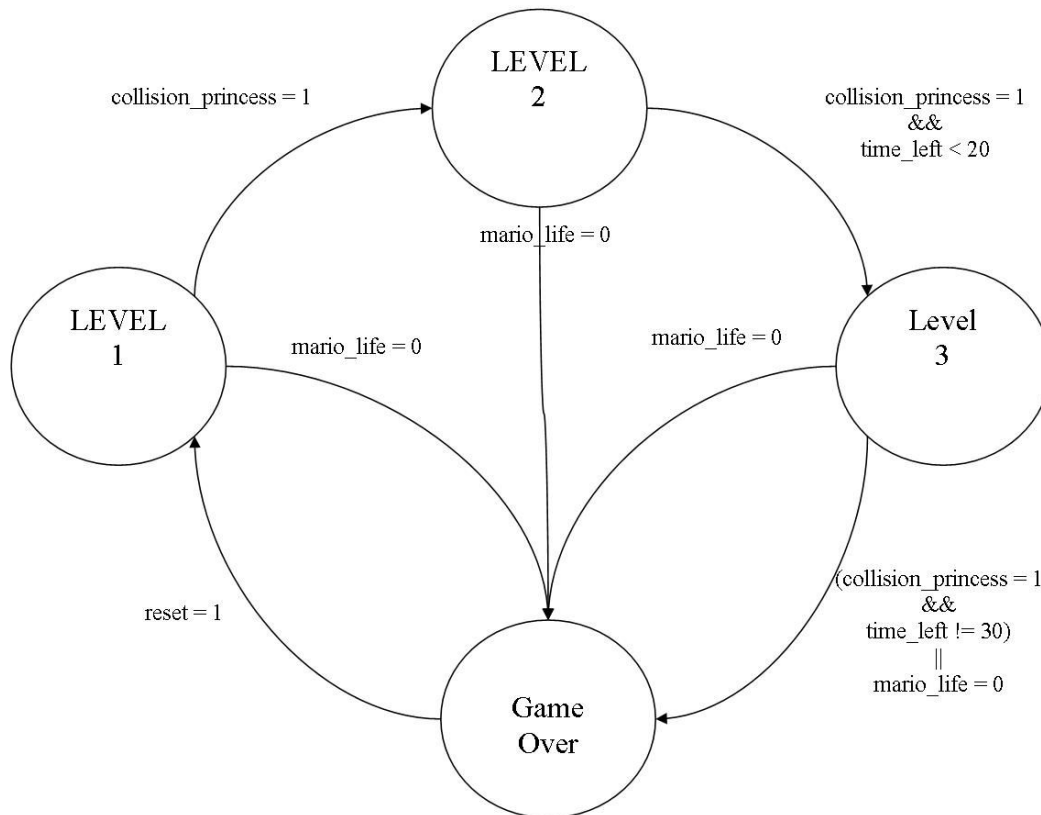 LEVEL
2
collision_princess = 1
collision_princess = 1
&&
time_left < 20
mario_life = 0
LEVEL
1
mario_life = 0
mario_life = 0
Level
3
reset = 1
(collision_princess = 1
&&
time_left != 30)
||
mario_life = 0
Game
Over